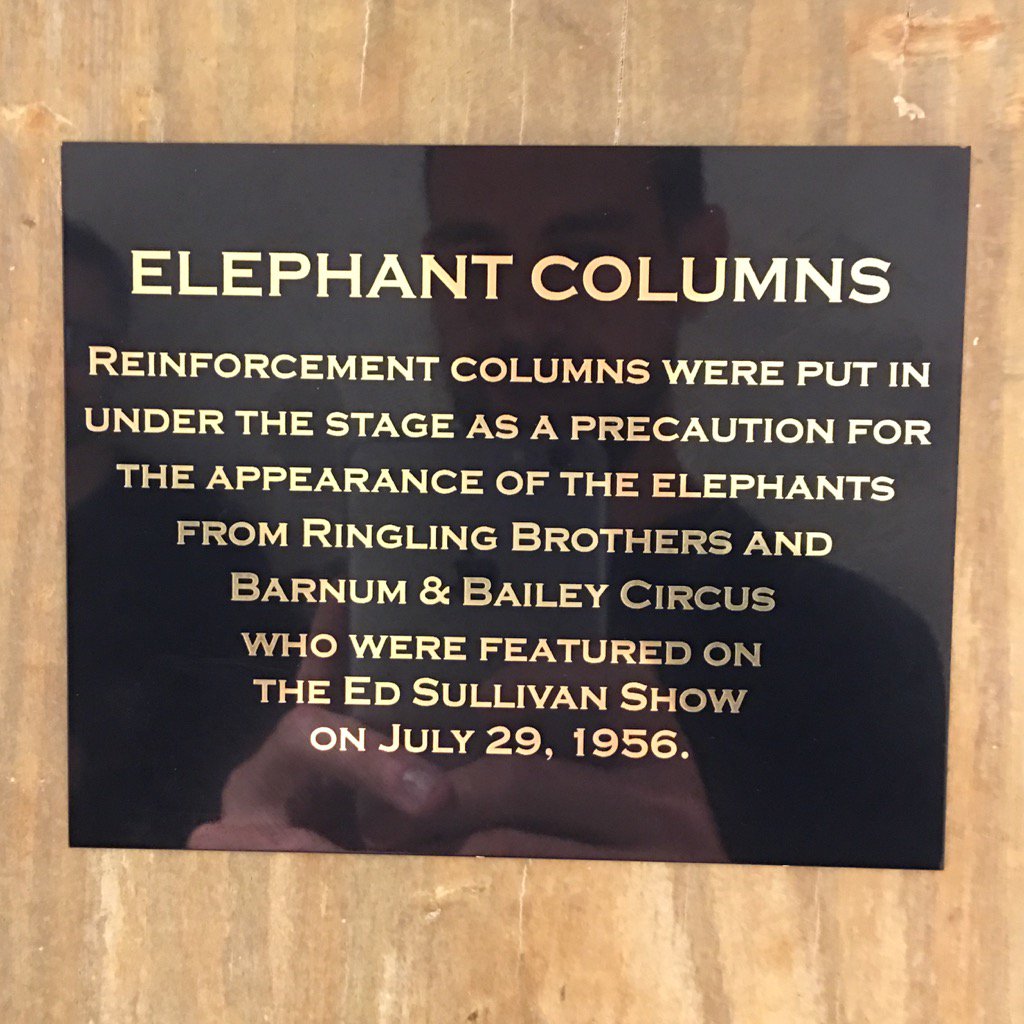 ELEPHANT COLUMNS
REINFORCEMENT COLUMNS WERE PUT IN
UNDER THE STAGE AS A PRECAUTION FOR
THE APPEARANCE OF THE ELEPHANTS
FROM RINGLING BROTHERS AND
BARNUM & BAILEY CIRCUS
WHO WERE FEATURED ON
THE ED SULLIVAN SHOW
ON JULY 29, 1956.